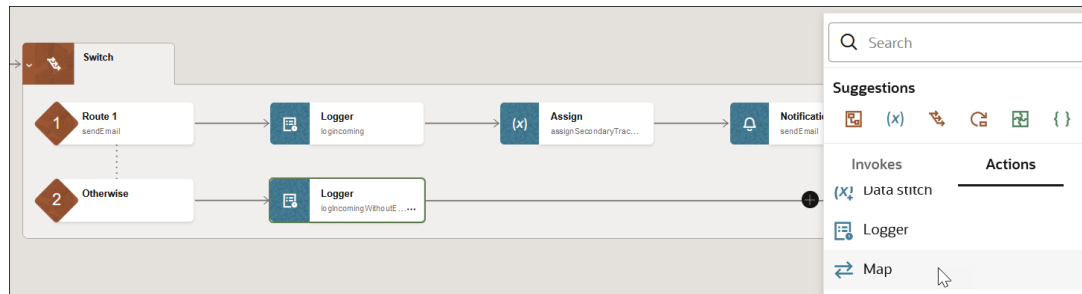 Search
Switch
Suggestions
1
Route 1
sendEmail
Logger
logIncoming
(x)
Assign
assignSecondaryTrac...
Notificati
sendEmail
(x)
{ }
Invokes
Actions
2
Otherwise
Logger
logIncomingWithoutE...
Data stitch
Logger
Map